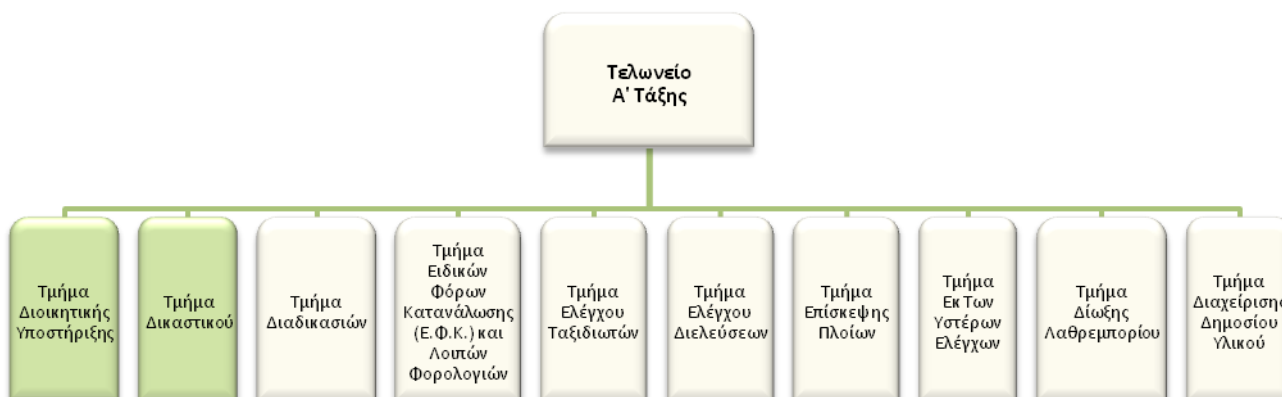 Τελωνείο
Α' Τάξης
Τμήμα
Διοικητικής
Υποστήριξης
Τμήμα
Δικαστικού
Τμήμα
Διαδικασιών
Τμήμα
Ειδικών
Φόρων
Κατανάλωσης
(Ε.Φ.Κ.) και
Λοιπών
Φορολογιών
Τμήμα
Ελέγχου
Ταξιδιωτών
Τμήμα
Ελέγχου
Διελεύσεων
Τμήμα
Επίσκεψης
Πλοίων
Τμήμα
Εκ Των
Υστέρων
Ελέγχων
Τμήμα
Δίωξης
Λαθρεμπορίου
Τμήμα
Διαχείρισης
Δημοσίου
Υλικού